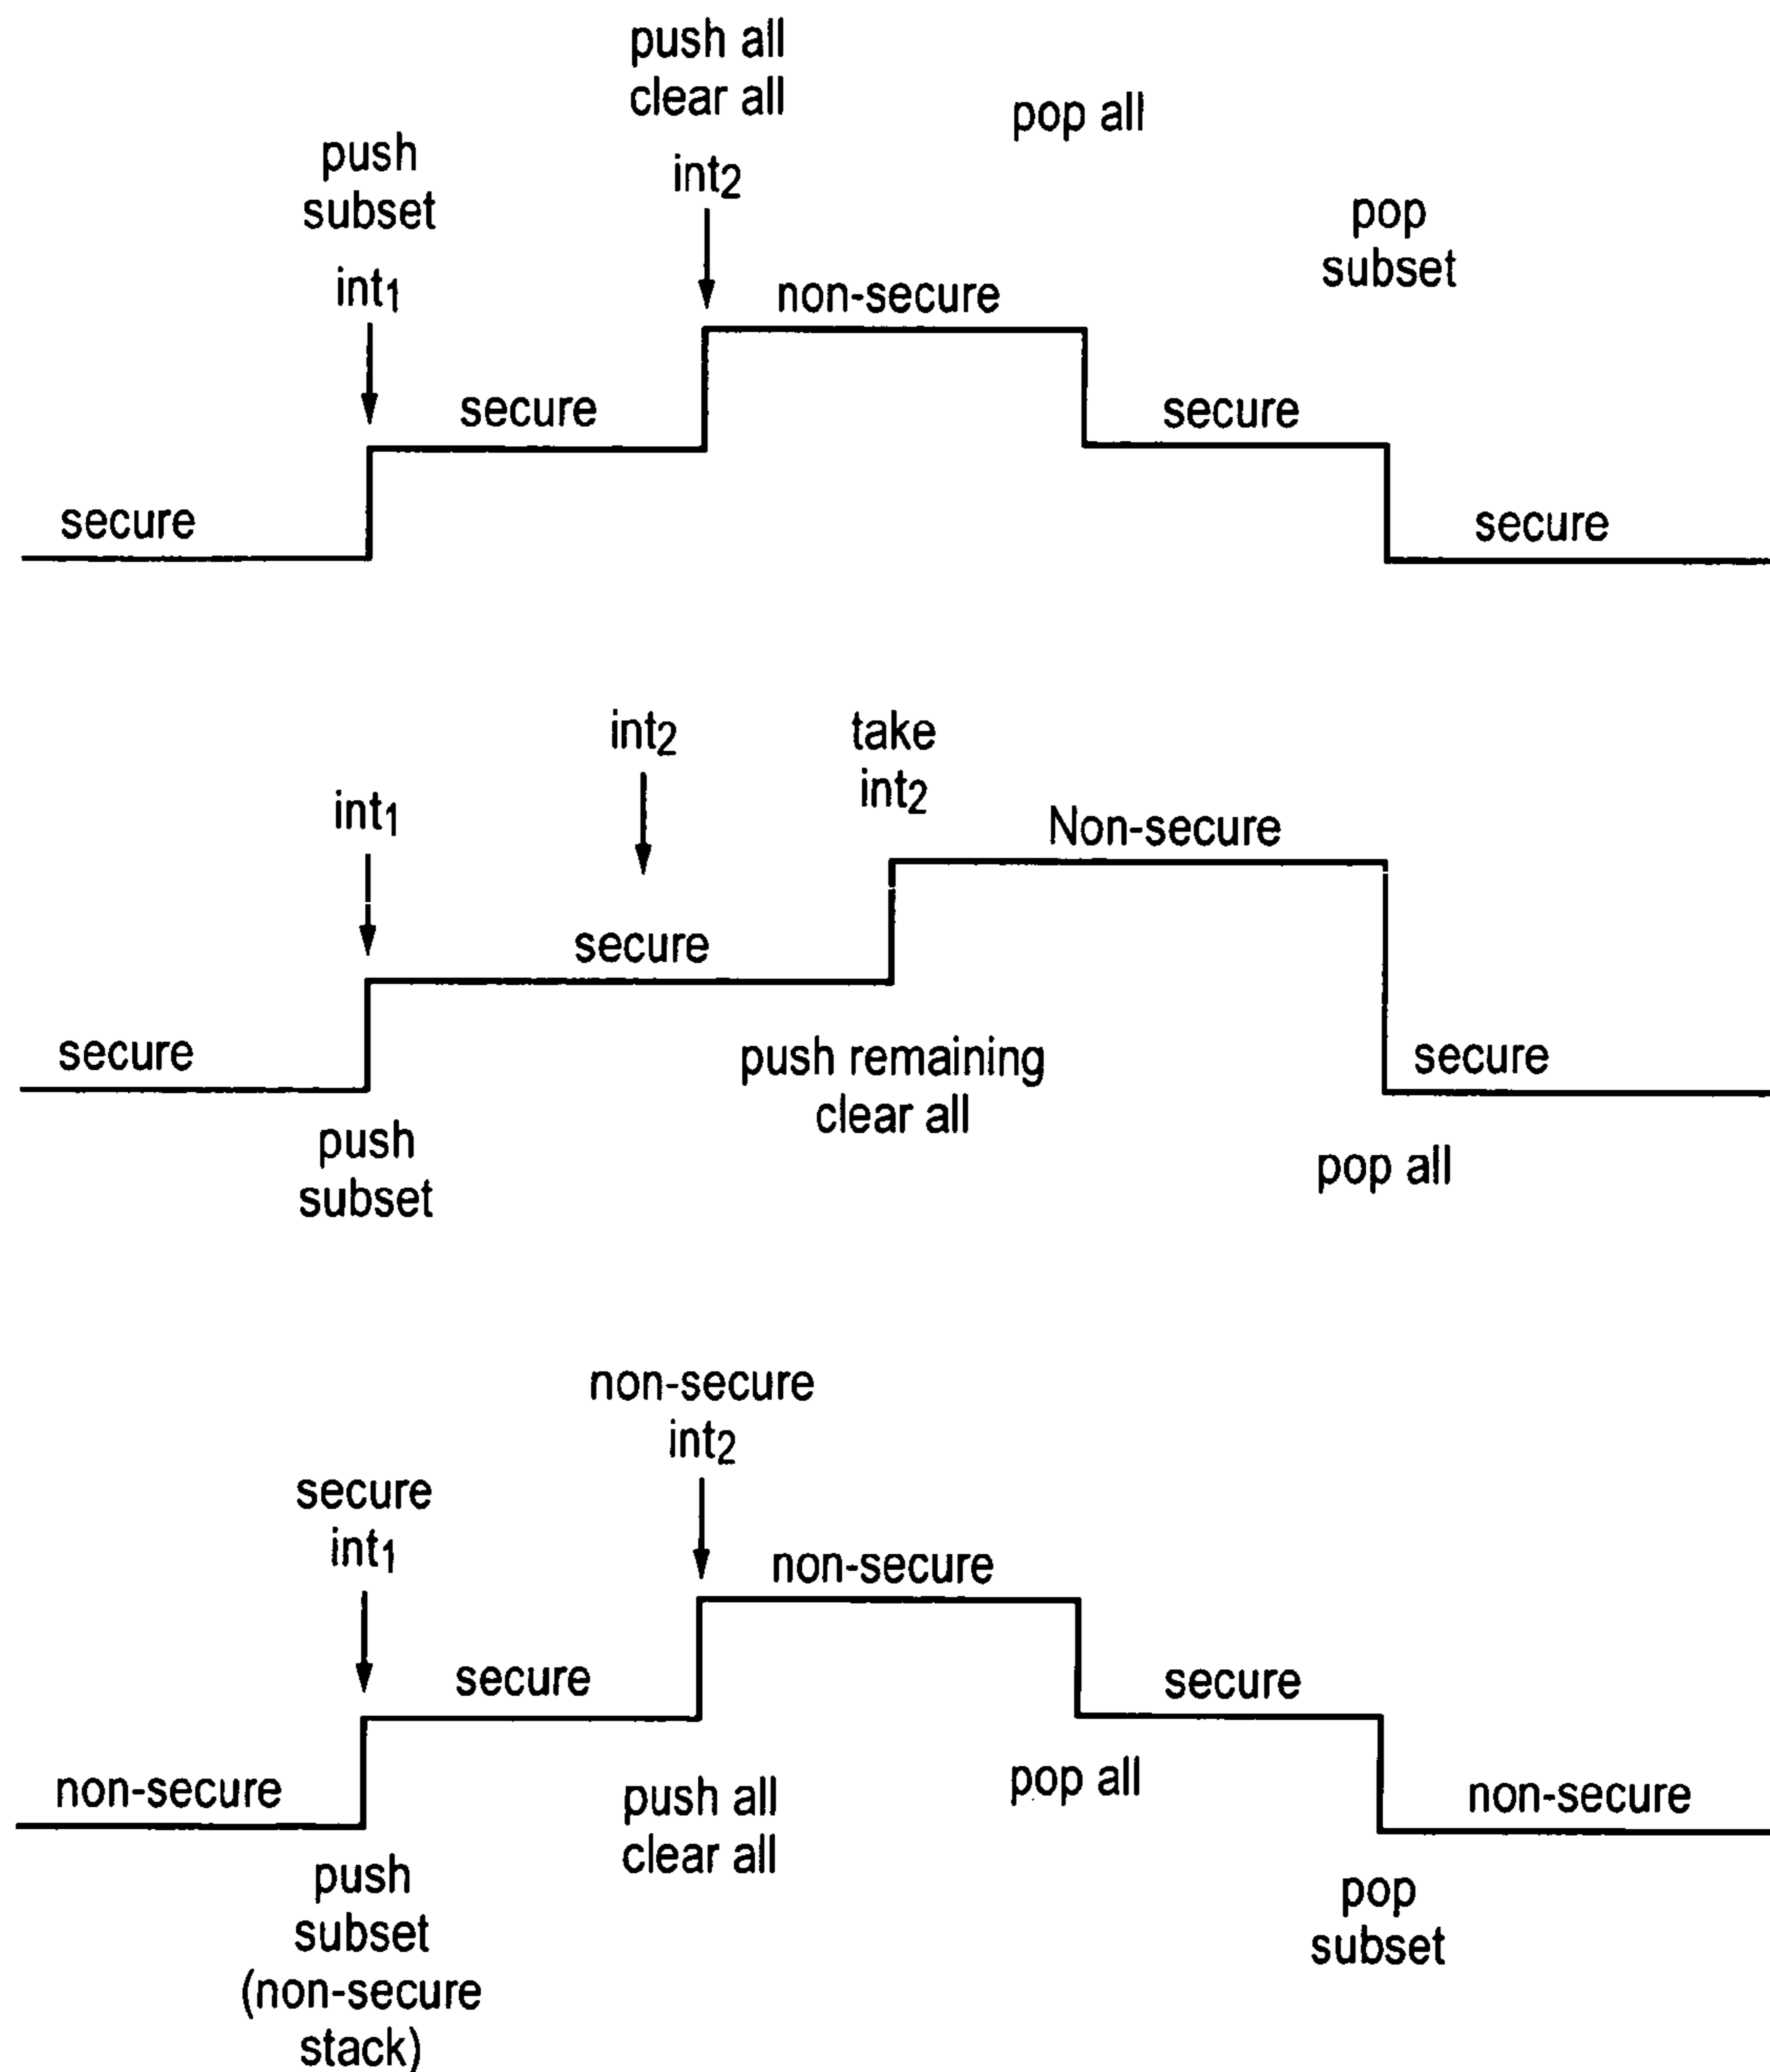 push all
clear all
pop all
push
subset
int2
pop
subset
int1
non-secure
secure
secure
secure
secure
int2
take
int2
int1
Non-secure
secure
secure
push remaining
clear all
secure
push
subset
pop all
non-secure
int2
secure
int1
non-secure
secure
secure
non-secure
push all
clear all
pop all
non-secure
push
subset
(non-secure
stack)
pop
subset